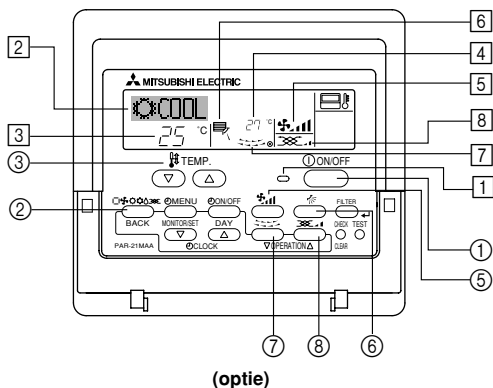 6
2
4
MITSUBISHI ELECTRIC
5
COOL
27 °C
8
3
25 °C
7
③
TEMP.
ON/OFF
1
②
MENU
ON/OFF
FILTER
BACK
MONITOR/SET
DAY
CHECK
TEST
①
PAR-21MAA
CLOCK
▽OPERATION△
CLEAR
⑤
⑦
⑧
⑥
(optie)